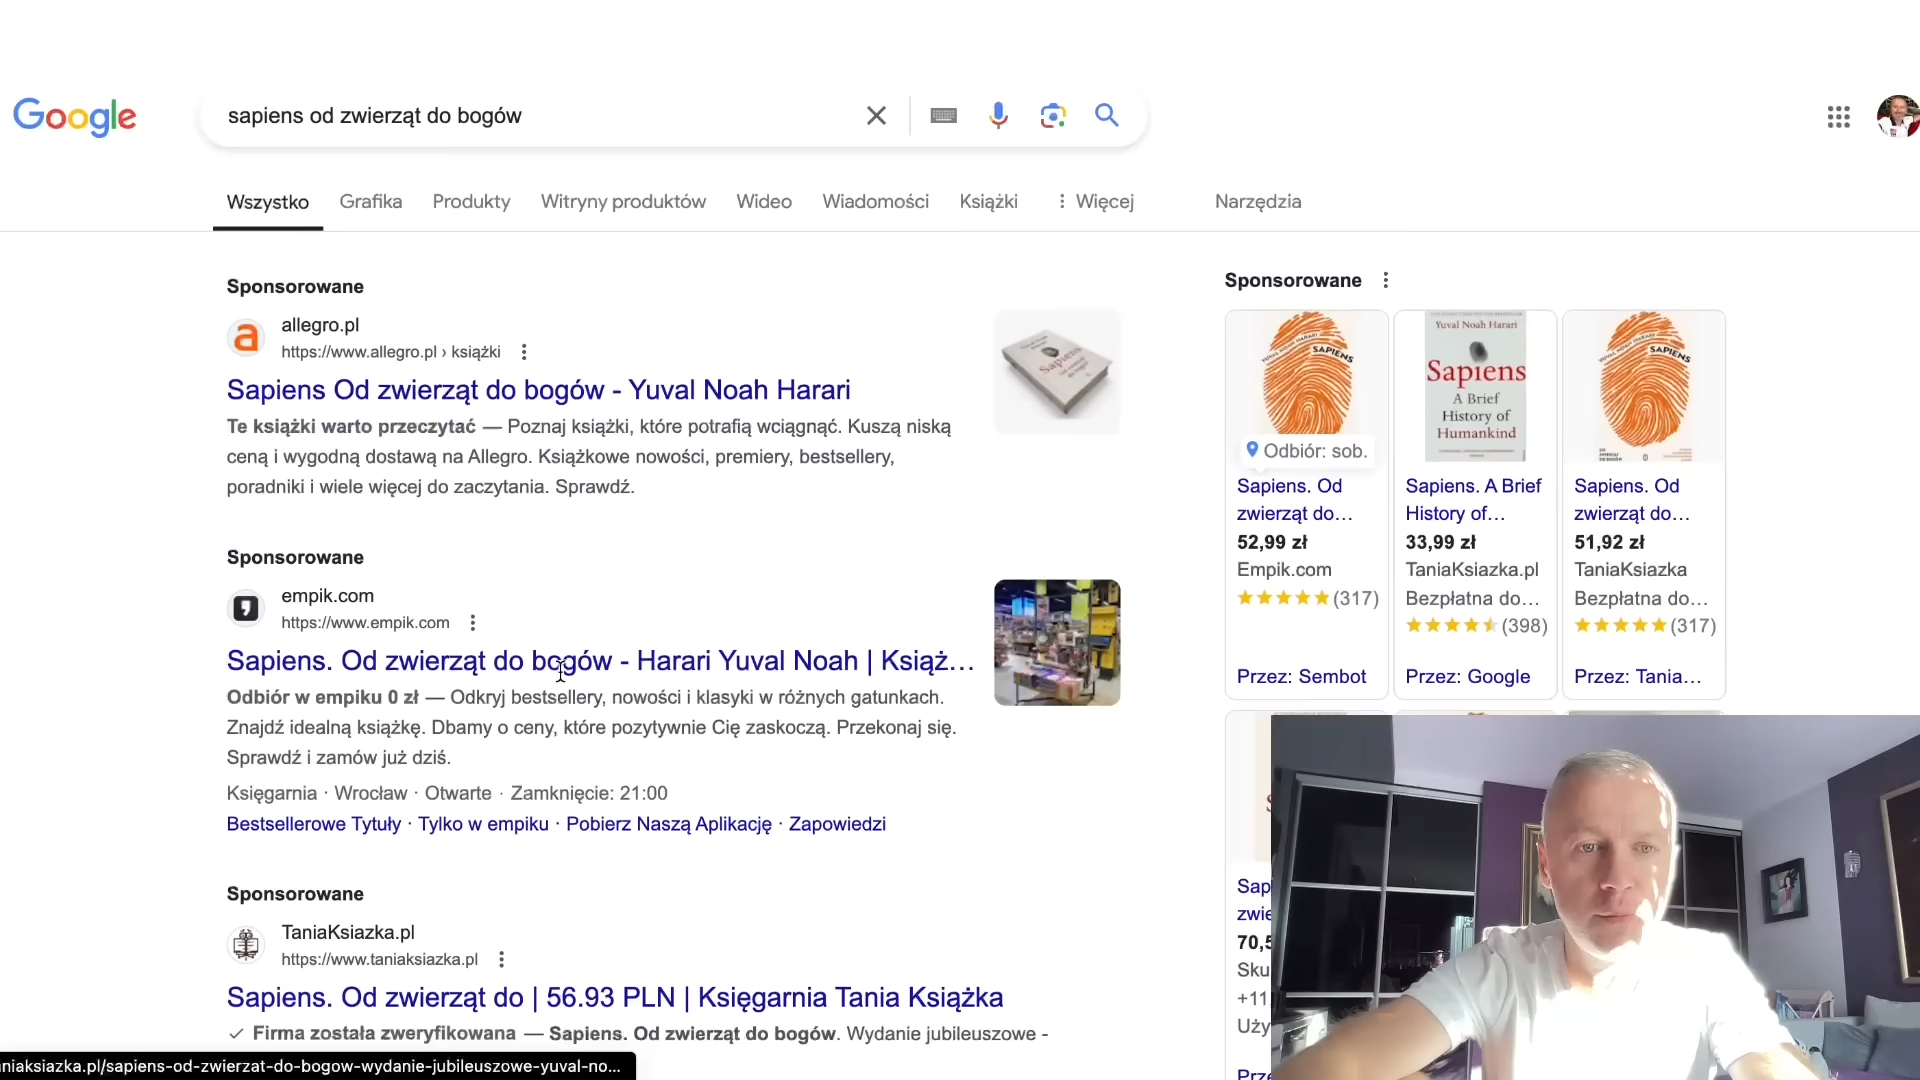 Google
sapiens od zwierząt do bogów
Wszystko
Grafika
Produkty
Witryny produktów
Wideo
Wiadomości
Książki
Więcej
Narzędzia
Sponsorowane
allegro.pl
https://www.allegro.pl › książki
Sapiens Od zwierząt do bogów - Yuval Noah Harari
Te książki warto przeczytać — Poznaj książki, które potrafią wciągnąć. Kuszą niską
ceną i wygodną dostawą na Allegro. Książkowe nowości, premiery, bestsellery,
poradniki i wiele więcej do zaczytania. Sprawdź.
Sponsorowane
empik.com
https://www.empik.com
Sapiens. Od zwierząt do bogów - Harari Yuval Noah | Książ...
Odbiór w empiku 0 zł — Odkryj bestsellery, nowości i klasyki w różnych gatunkach.
Znajdź idealną książkę. Dbamy o ceny, które pozytywnie Cię zaskoczą. Przekonaj się.
Sprawdź i zamów już dziś.
Księgarnia · Wrocław · Otwarte · Zamknięcie: 21:00
Bestsellerowe Tytuły · Tylko w empiku · Pobierz Naszą Aplikację · Zapowiedzi
Sponsorowane
TaniaKsiazka.pl
https://www.taniaksiazka.pl
Sapiens. Od zwierząt do | 56.93 PLN | Księgarnia Tania Książka
Firma została zweryfikowana — Sapiens. Od zwierząt do bogów. Wydanie jubileuszowe -
niaksiazka.pl/sapiens-od-zwierzat-do-bogow-wydanie-jubileuszowe-yuval-no...
Sponsorowane
SAPIENS
Odbiór: sob.
Sapiens. Od
zwierząt do...
52,99 zł
Empik.com
(317)
Przez: Sembot
Yuval Noah Harari
Sapiens
A Brief
History of
Humankind
Sapiens. A Brief
History of...
33,99 zł
TaniaKsiazka.pl
Bezpłatna do...
(398)
Przez: Google
SAPIENS
Sapiens. Od
zwierząt do...
51,92 zł
TaniaKsiazka
Bezpłatna do...
(317)
Przez: Tania...
Sap
zwie
70,5
Sku
+11
Uży
Prze